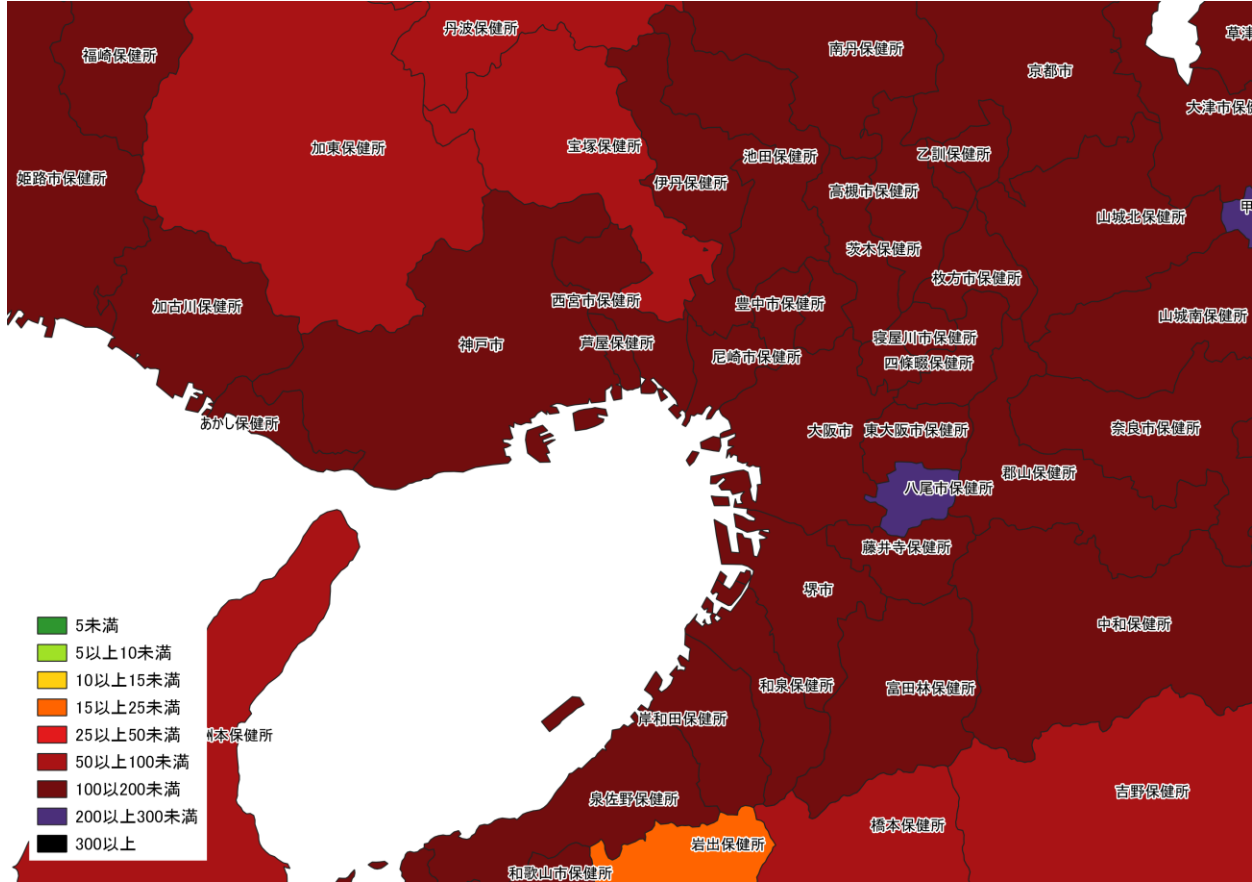 丹波保健所
草津
福崎保健所
南丹保健所
京都市
大津市保健
加東保健所
宝塚保健所
池田保健所
乙訓保健所
姫路市保健所
伊丹保健所
高槻市保健所
甲
山城北保健所
茨木保健所
枚方市保健所
加古川保健所
西宮市保健所
豊中市保健所
山城南保健所
神戸市
芦屋保健所
尼崎市保健所
寝屋川市保健所
四條畷保健所
あかし保健所
大阪市
東大阪市保健所
奈良市保健所
郡山保健所
八尾市保健所
藤井寺保健所
堺市
中和保健所
和泉保健所
富田林保健所
岸和田保健所
本保健所
吉野保健所
泉佐野保健所
橋本保健所
岩出保健所
和歌山市保健所
5未満
5以上10未満
10以上15未満
15以上25未満
25以上50未満
50以上100未満
100以200未満
200以上300未満
300以上